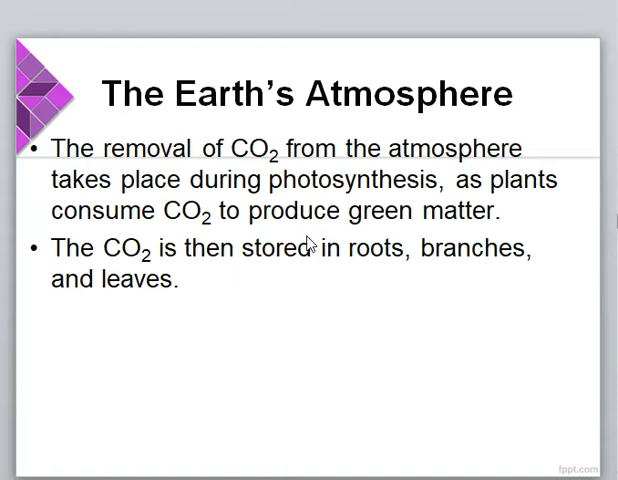 The Earth’s Atmosphere
• The removal of CO₂ from the atmosphere
takes place during photosynthesis, as plants
consume CO₂ to produce green matter.
• The CO₂ is then stored in roots, branches,
and leaves.
fppt.com